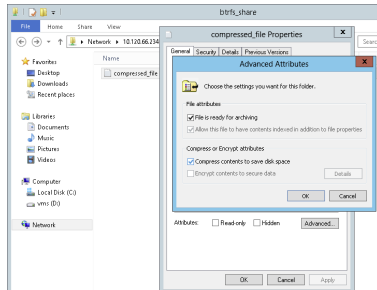 btrfs_share
File Home Share View
Network 10.120.66.234
Sear
Favorites
Desktop
Downloads
Recent places
Libraries
Documents
Music
Pictures
Videos
Computer
Local Disk (C:)
vms (D:)
Network
Name
compressed_file
compressed_file Properties
General Security Details Previous Versions
Advanced Attributes
Choose the settings you want for this folder.
File attributes
File is ready for archiving
Allow this file to have contents indexed in addition to file properties
Compress or Encrypt attributes
Compress contents to save disk space
Encrypt contents to secure data
Details
OK Cancel
Attributes: Read-only Hidden Advanced...
OK Cancel Apply